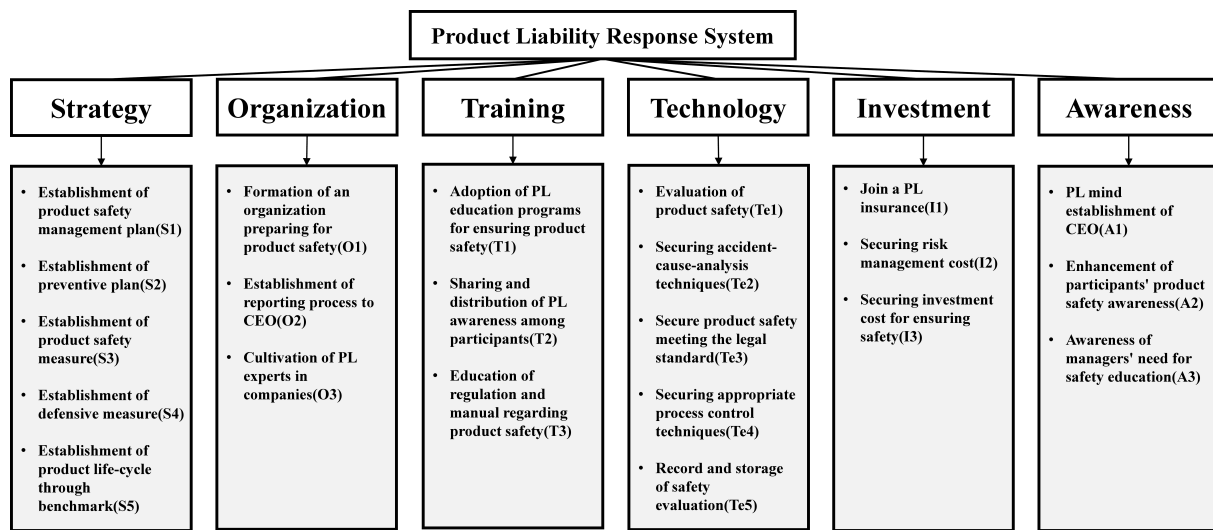 Product Liability Response System
Strategy
Organization
Training
Technology
Investment
Awareness
• Establishment of
product safety
management plan(S1)
• Establishment of
preventive plan(S2)
• Establishment of
product safety
measure(S3)
• Establishment of
defensive measure(S4)
• Establishment of
product life-cycle
through
benchmark(S5)
• Formation of an
organization
preparing for
product safety(O1)
• Establishment of
reporting process to
CEO(O2)
• Cultivation of PL
experts in
companies(O3)
• Adoption of PL
education programs
for ensuring product
safety(T1)
• Sharing and
distribution of PL
awareness among
participants(T2)
• Education of
regulation and
manual regarding
product safety(T3)
• Evaluation of
product safety(Te1)
• Securing accident-
cause-analysis
techniques(Te2)
• Secure product safety
meeting the legal
standard(Te3)
• Securing appropriate
process control
techniques(Te4)
• Record and storage
of safety
evaluation(Te5)
• Join a PL
insurance(I1)
• Securing risk
management cost(I2)
• Securing investment
cost for ensuring
safety(I3)
• PL mind
establishment of
CEO(A1)
• Enhancement of
participants' product
safety awareness(A2)
• Awareness of
managers' need for
safety education(A3)